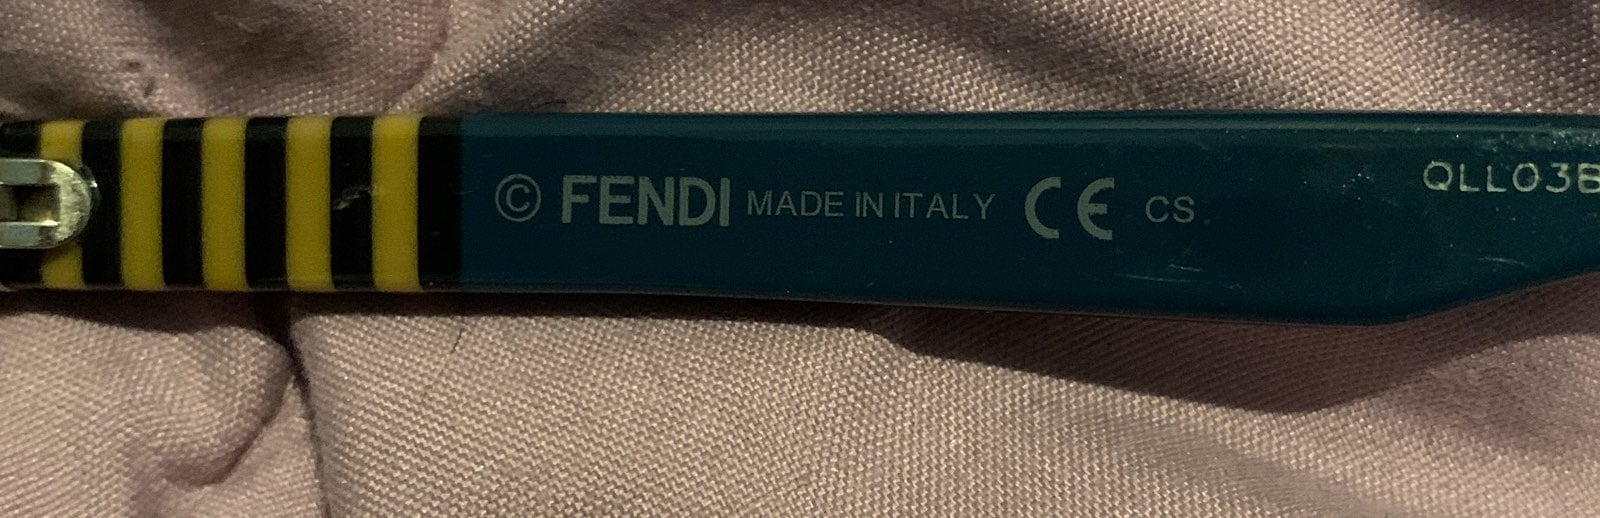 © FENDI MADE IN ITALY CE CS
QLL03B